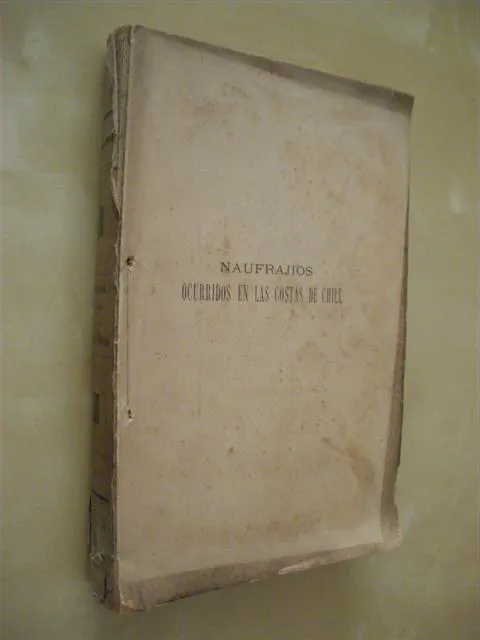 NAUFRAJIOS
OCURRIDOS EN LAS COSTAS DE CHILE